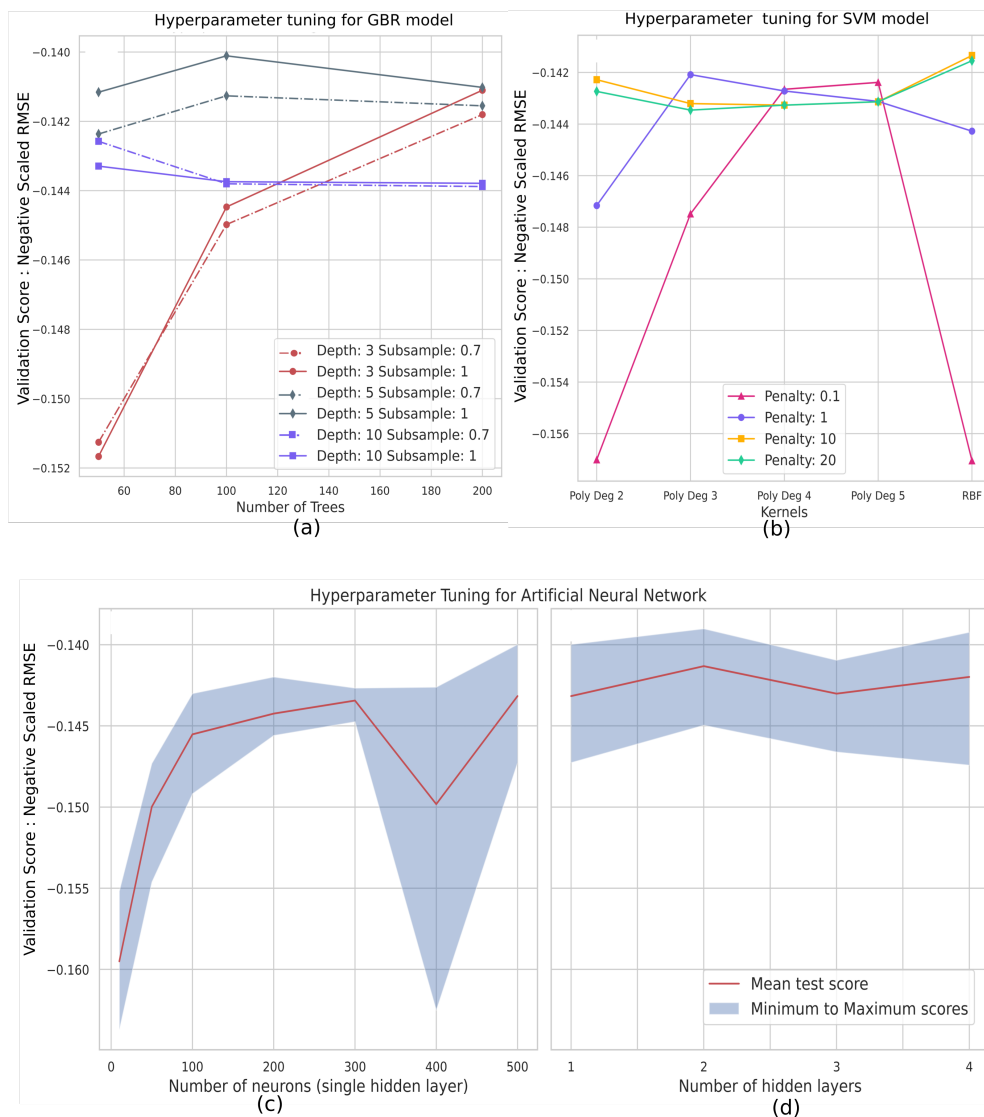 Hyperparameter tuning for GBR model
Validation Score : Negative Scaled RMSE
−0.140
−0.142
−0.144
−0.146
−0.148
−0.150
−0.152
Depth: 3 Subsample: 0.7
Depth: 3 Subsample: 1
Depth: 5 Subsample: 0.7
Depth: 5 Subsample: 1
Depth: 10 Subsample: 0.7
Depth: 10 Subsample: 1
60 80 100 120 140 160 180 200
Number of Trees
(a)
Hyperparameter tuning for SVM model
Validation Score : Negative Scaled RMSE
−0.142
−0.144
−0.146
−0.148
−0.150
−0.152
−0.154
−0.156
Penalty: 0.1
Penalty: 1
Penalty: 10
Penalty: 20
Poly Deg 2 Poly Deg 3 Poly Deg 4 Poly Deg 5 RBF
Kernels
(b)
Hyperparameter Tuning for Artificial Neural Network
Validation Score : Negative Scaled RMSE
−0.140
−0.145
−0.150
−0.155
−0.160
0 100 200 300 400 500
Number of neurons (single hidden layer)
(c)
Mean test score
Minimum to Maximum scores
1 2 3 4
Number of hidden layers
(d)